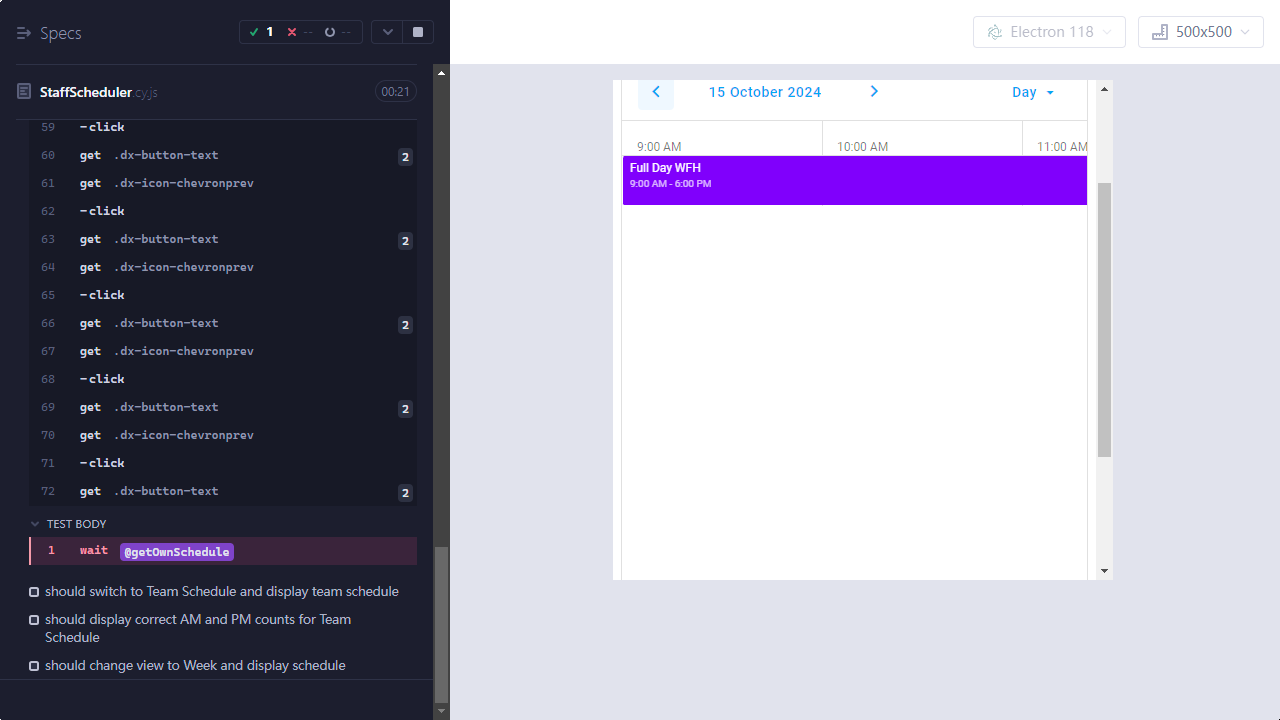 Specs
1 -- --
StaffScheduler.cy.js
00:21
59 -click
60 get .dx-button-text 2
61 get .dx-icon-chevronprev
62 -click
63 get .dx-button-text 2
64 get .dx-icon-chevronprev
65 -click
66 get .dx-button-text 2
67 get .dx-icon-chevronprev
68 -click
69 get .dx-button-text 2
70 get .dx-icon-chevronprev
71 -click
72 get .dx-button-text 2
TEST BODY
1 wait @getOwnSchedule
should switch to Team Schedule and display team schedule
should display correct AM and PM counts for Team
Schedule
should change view to Week and display schedule
Electron 118
500x500
15 October 2024
Day
9:00 AM 10:00 AM 11:00 AM
Full Day WFH
9:00 AM - 6:00 PM